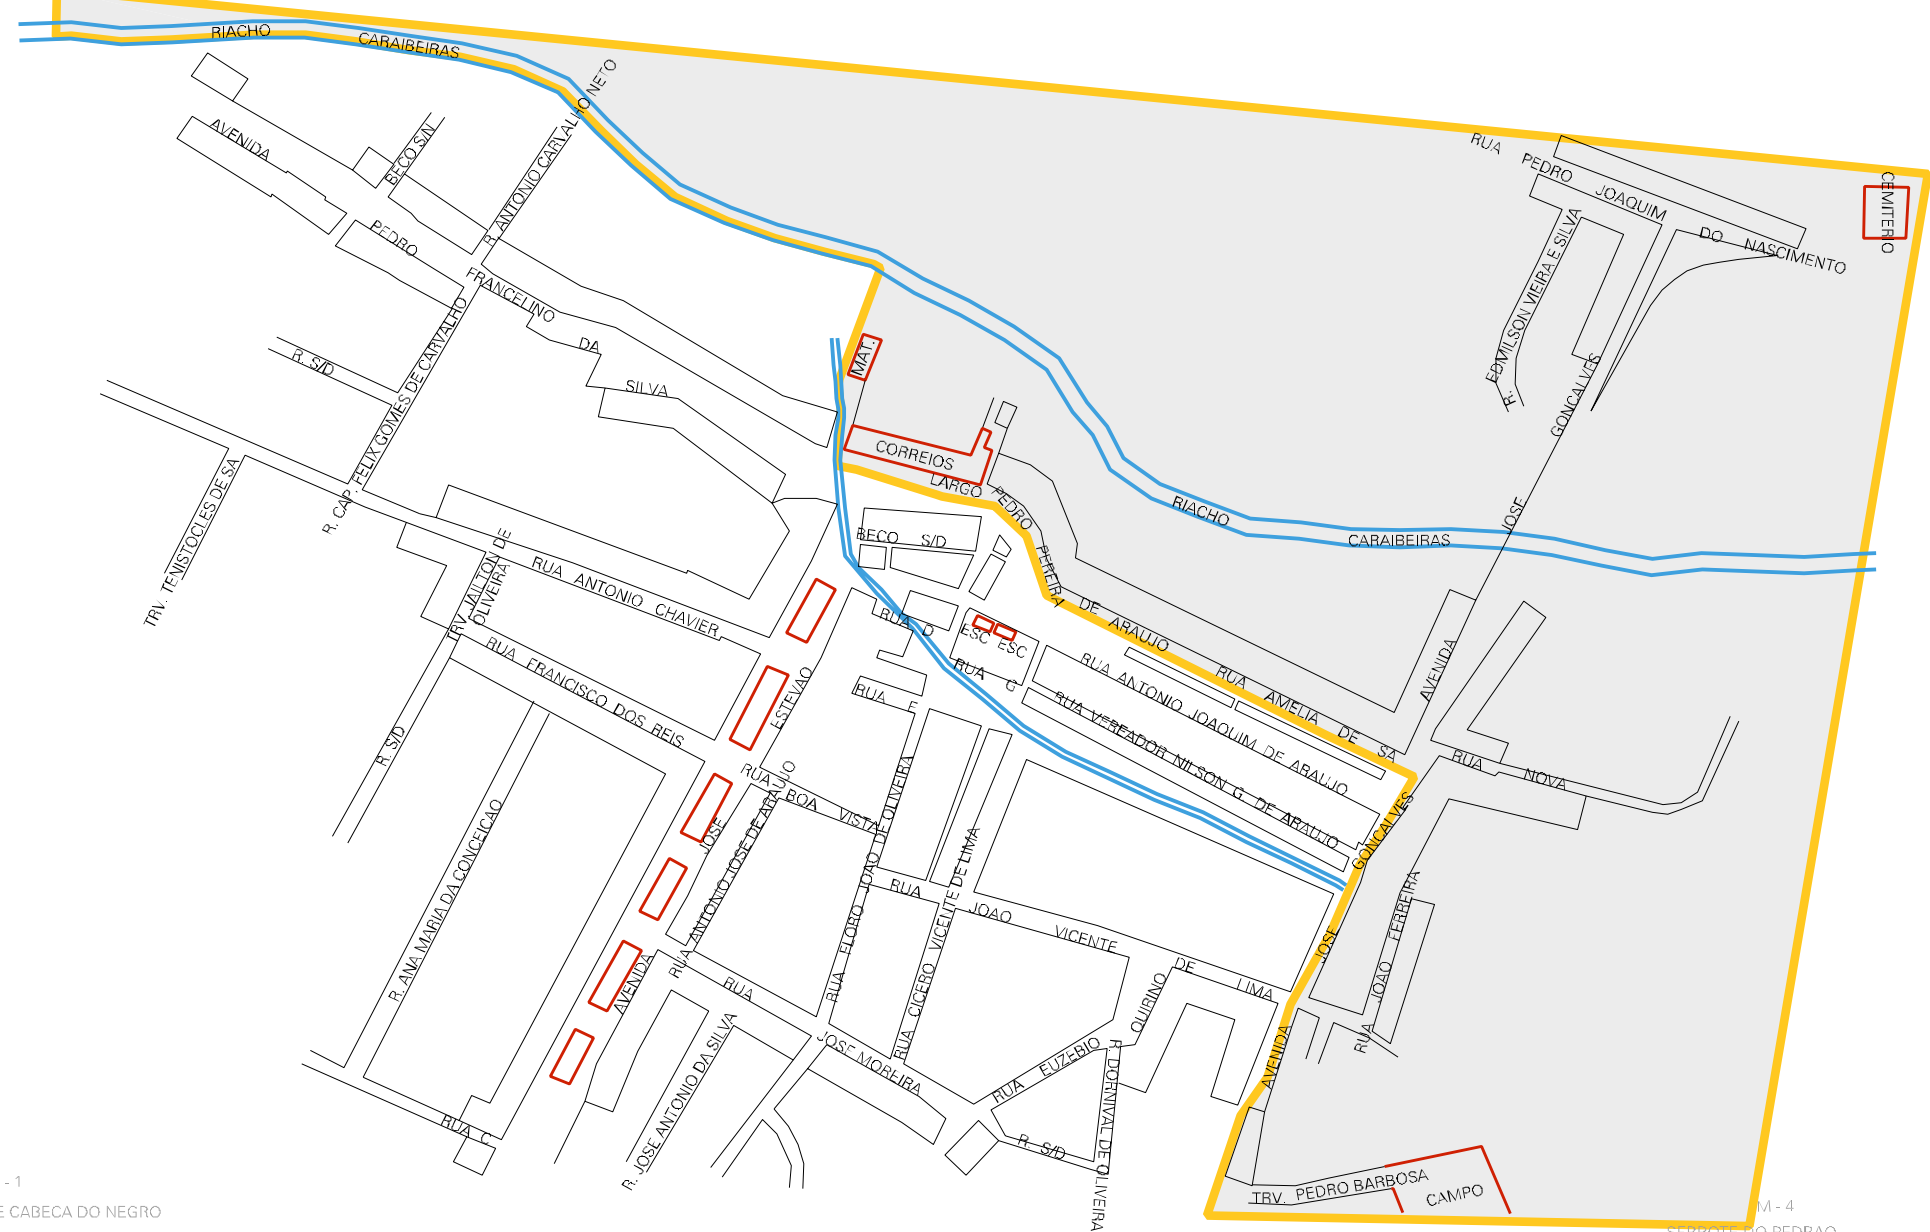 RIACHO CARAIBEIRAS
AVENIDA PEDRO FRANCELINO DA SILVA
BECO S/N
R. ANTONIO CARVALHO NETO
R. S/D
R. CAP. FELIX GOMES DE CARVALHO
TRV. TENISTOCLES DE SA
MAT.
CORREIOS
LARGO PEDRO PEREIRA DE ARAUJO
BECO S/D
RUA PEDRO JOAQUIM DO NASCIMENTO
CEMITERIO
R. EDMILSON VIEIRA E SILVA
AVENIDA JOSE GONCALVES
RIACHO CARAIBEIRAS
TRV. JAILTON DE OLIVEIRA
RUA ANTONIO CHAVIER
RUA FRANCISCO DOS REIS
R. S/D
RUA D
ESC
ESC
RUA G
RUA F
RUA ANTONIO JOAQUIM DE ARAUJO
RUA VEREADOR NILSON G. DE ARAUJO
RUA AMELIA DE SA
RUA NOVA
AVENIDA JOSE ESTEVAO
RUA BOA VISTA
RUA ANTONIO JOSE DE ARAUJO
RUA FLORO JOAO DE OLIVEIRA
RUA CICERO VICENTE DE LIMA
RUA JOAO VICENTE DE LIMA
R. ANA MARIA DA CONCEICAO
AVENIDA JOSE GONCALVES
RUA JOAO FERREIRA
RUA JOSE MOREIRA
R. JOSE ANTONIO DA SILVA
RUA EUZEBIO QUIRINO
R. DORNIVAL DE OLIVEIRA
R. S/D
RUA C
TRV. PEDRO BARBOSA
CAMPO
- 1
E CABECA DO NEGRO
M - 4
SERROTE DO PEDRAO